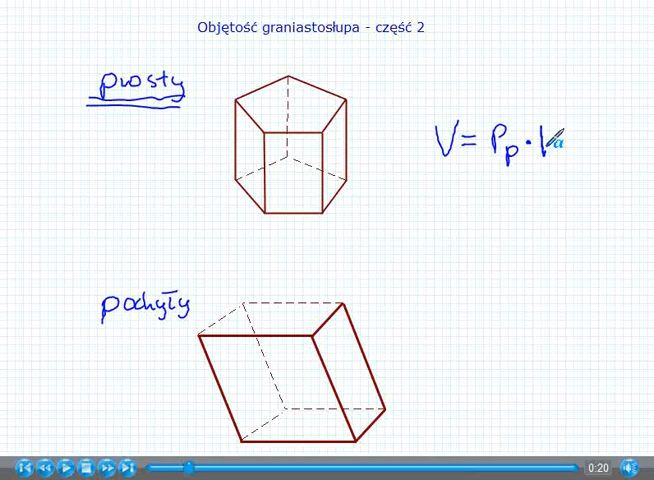 Objętość graniastosłupa - część 2
prosty
V = Pp ·
pochyły
0:20